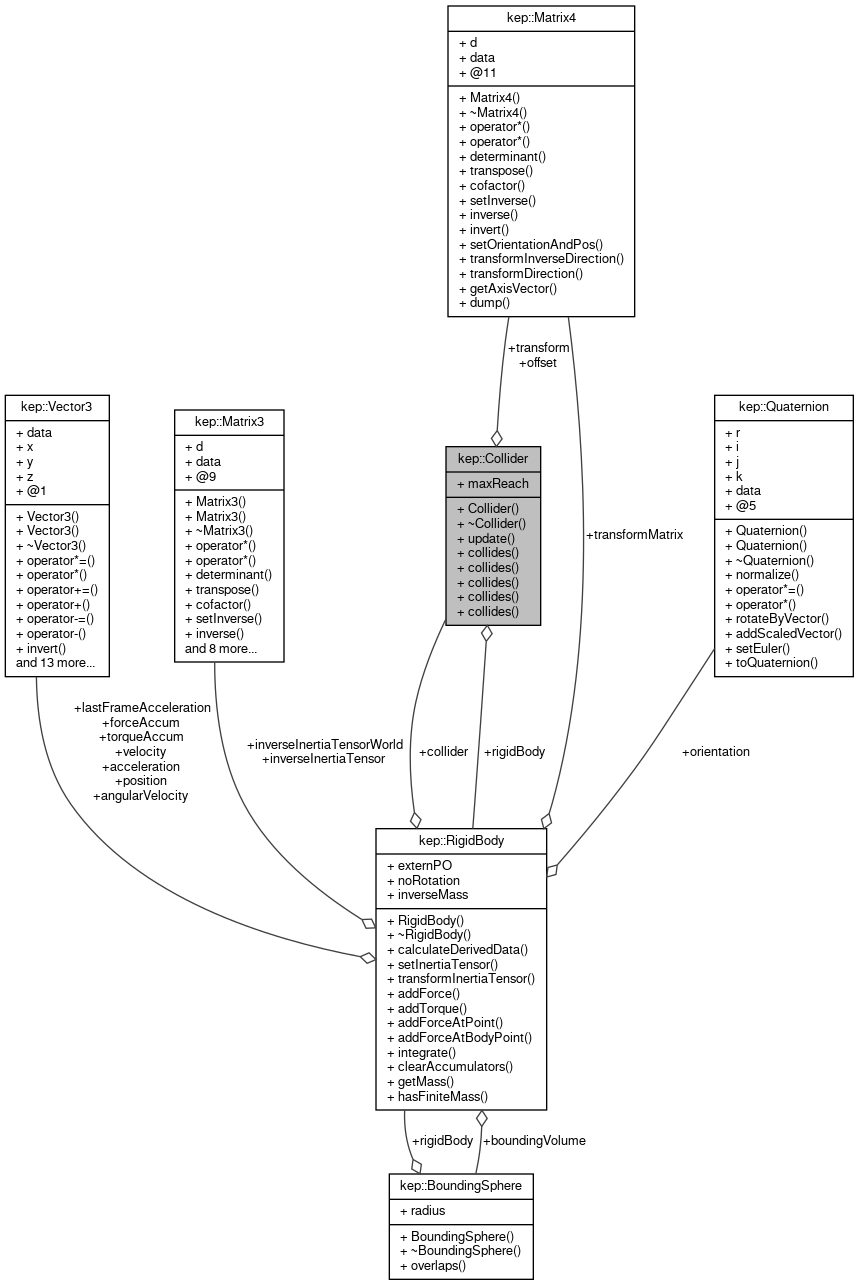 kep::Matrix4
+ d
+ data
+ @11
+ Matrix4()
+ ~Matrix4()
+ operator*()
+ operator*()
+ determinant()
+ transpose()
+ cofactor()
+ setInverse()
+ inverse()
+ invert()
+ setOrientationAndPos()
+ transformInverseDirection()
+ transformDirection()
+ getAxisVector()
+ dump()
+transform
+offset
kep::Vector3
+ data
+ x
+ y
+ z
+ @1
+ Vector3()
+ Vector3()
+ ~Vector3()
+ operator*=()
+ operator*()
+ operator+=()
+ operator+()
+ operator-=()
+ operator-()
+ invert()
and 13 more...
kep::Matrix3
+ d
+ data
+ @9
+ Matrix3()
+ Matrix3()
+ ~Matrix3()
+ operator*()
+ operator*()
+ determinant()
+ transpose()
+ cofactor()
+ setInverse()
+ inverse()
and 8 more...
kep::Collider
+ maxReach
+ Collider()
+ ~Collider()
+ update()
+ collides()
+ collides()
+ collides()
+ collides()
+ collides()
+transformMatrix
kep::Quaternion
+ r
+ i
+ j
+ k
+ data
+ @5
+ Quaternion()
+ Quaternion()
+ ~Quaternion()
+ normalize()
+ operator*=()
+ operator*()
+ rotateByVector()
+ addScaledVector()
+ setEuler()
+ toQuaternion()
+lastFrameAcceleration
+forceAccum
+torqueAccum
+velocity
+acceleration
+position
+angularVelocity
+inverseInertiaTensorWorld
+inverseInertiaTensor
+collider
+rigidBody
+orientation
kep::RigidBody
+ externPO
+ noRotation
+ inverseMass
+ RigidBody()
+ ~RigidBody()
+ calculateDerivedData()
+ setInertiaTensor()
+ transformInertiaTensor()
+ addForce()
+ addTorque()
+ addForceAtPoint()
+ addForceAtBodyPoint()
+ integrate()
+ clearAccumulators()
+ getMass()
+ hasFiniteMass()
+rigidBody
+boundingVolume
kep::BoundingSphere
+ radius
+ BoundingSphere()
+ ~BoundingSphere()
+ overlaps()